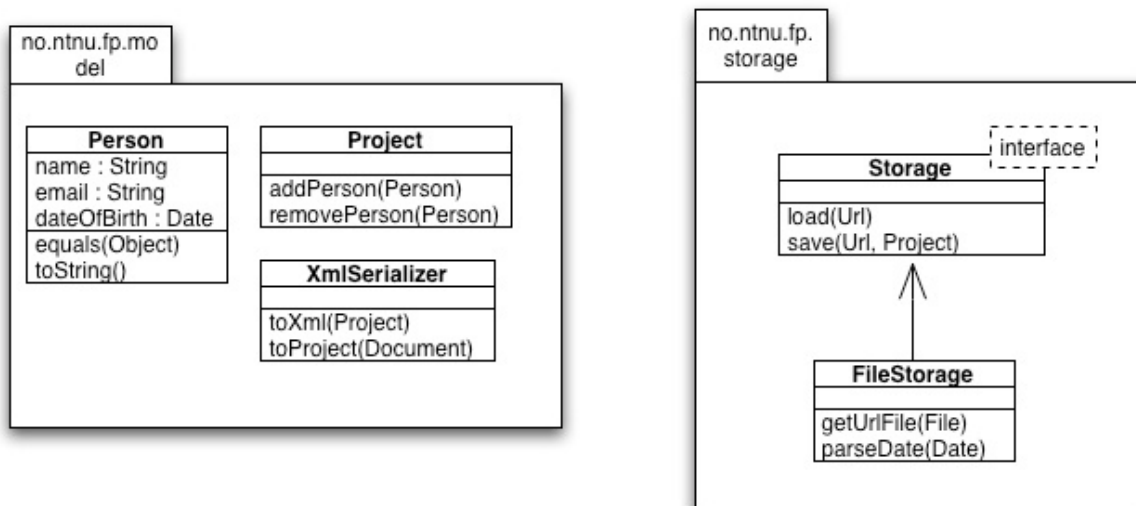 no.ntnu.fp.mo
del
Person
name : String
email : String
dateOfBirth : Date
equals(Object)
toString()
Project
addPerson(Person)
removePerson(Person)
XmlSerializer
toXml(Project)
toProject(Document)
no.ntnu.fp.
storage
interface
Storage
load(Url)
save(Url, Project)
FileStorage
getUrlFile(File)
parseDate(Date)